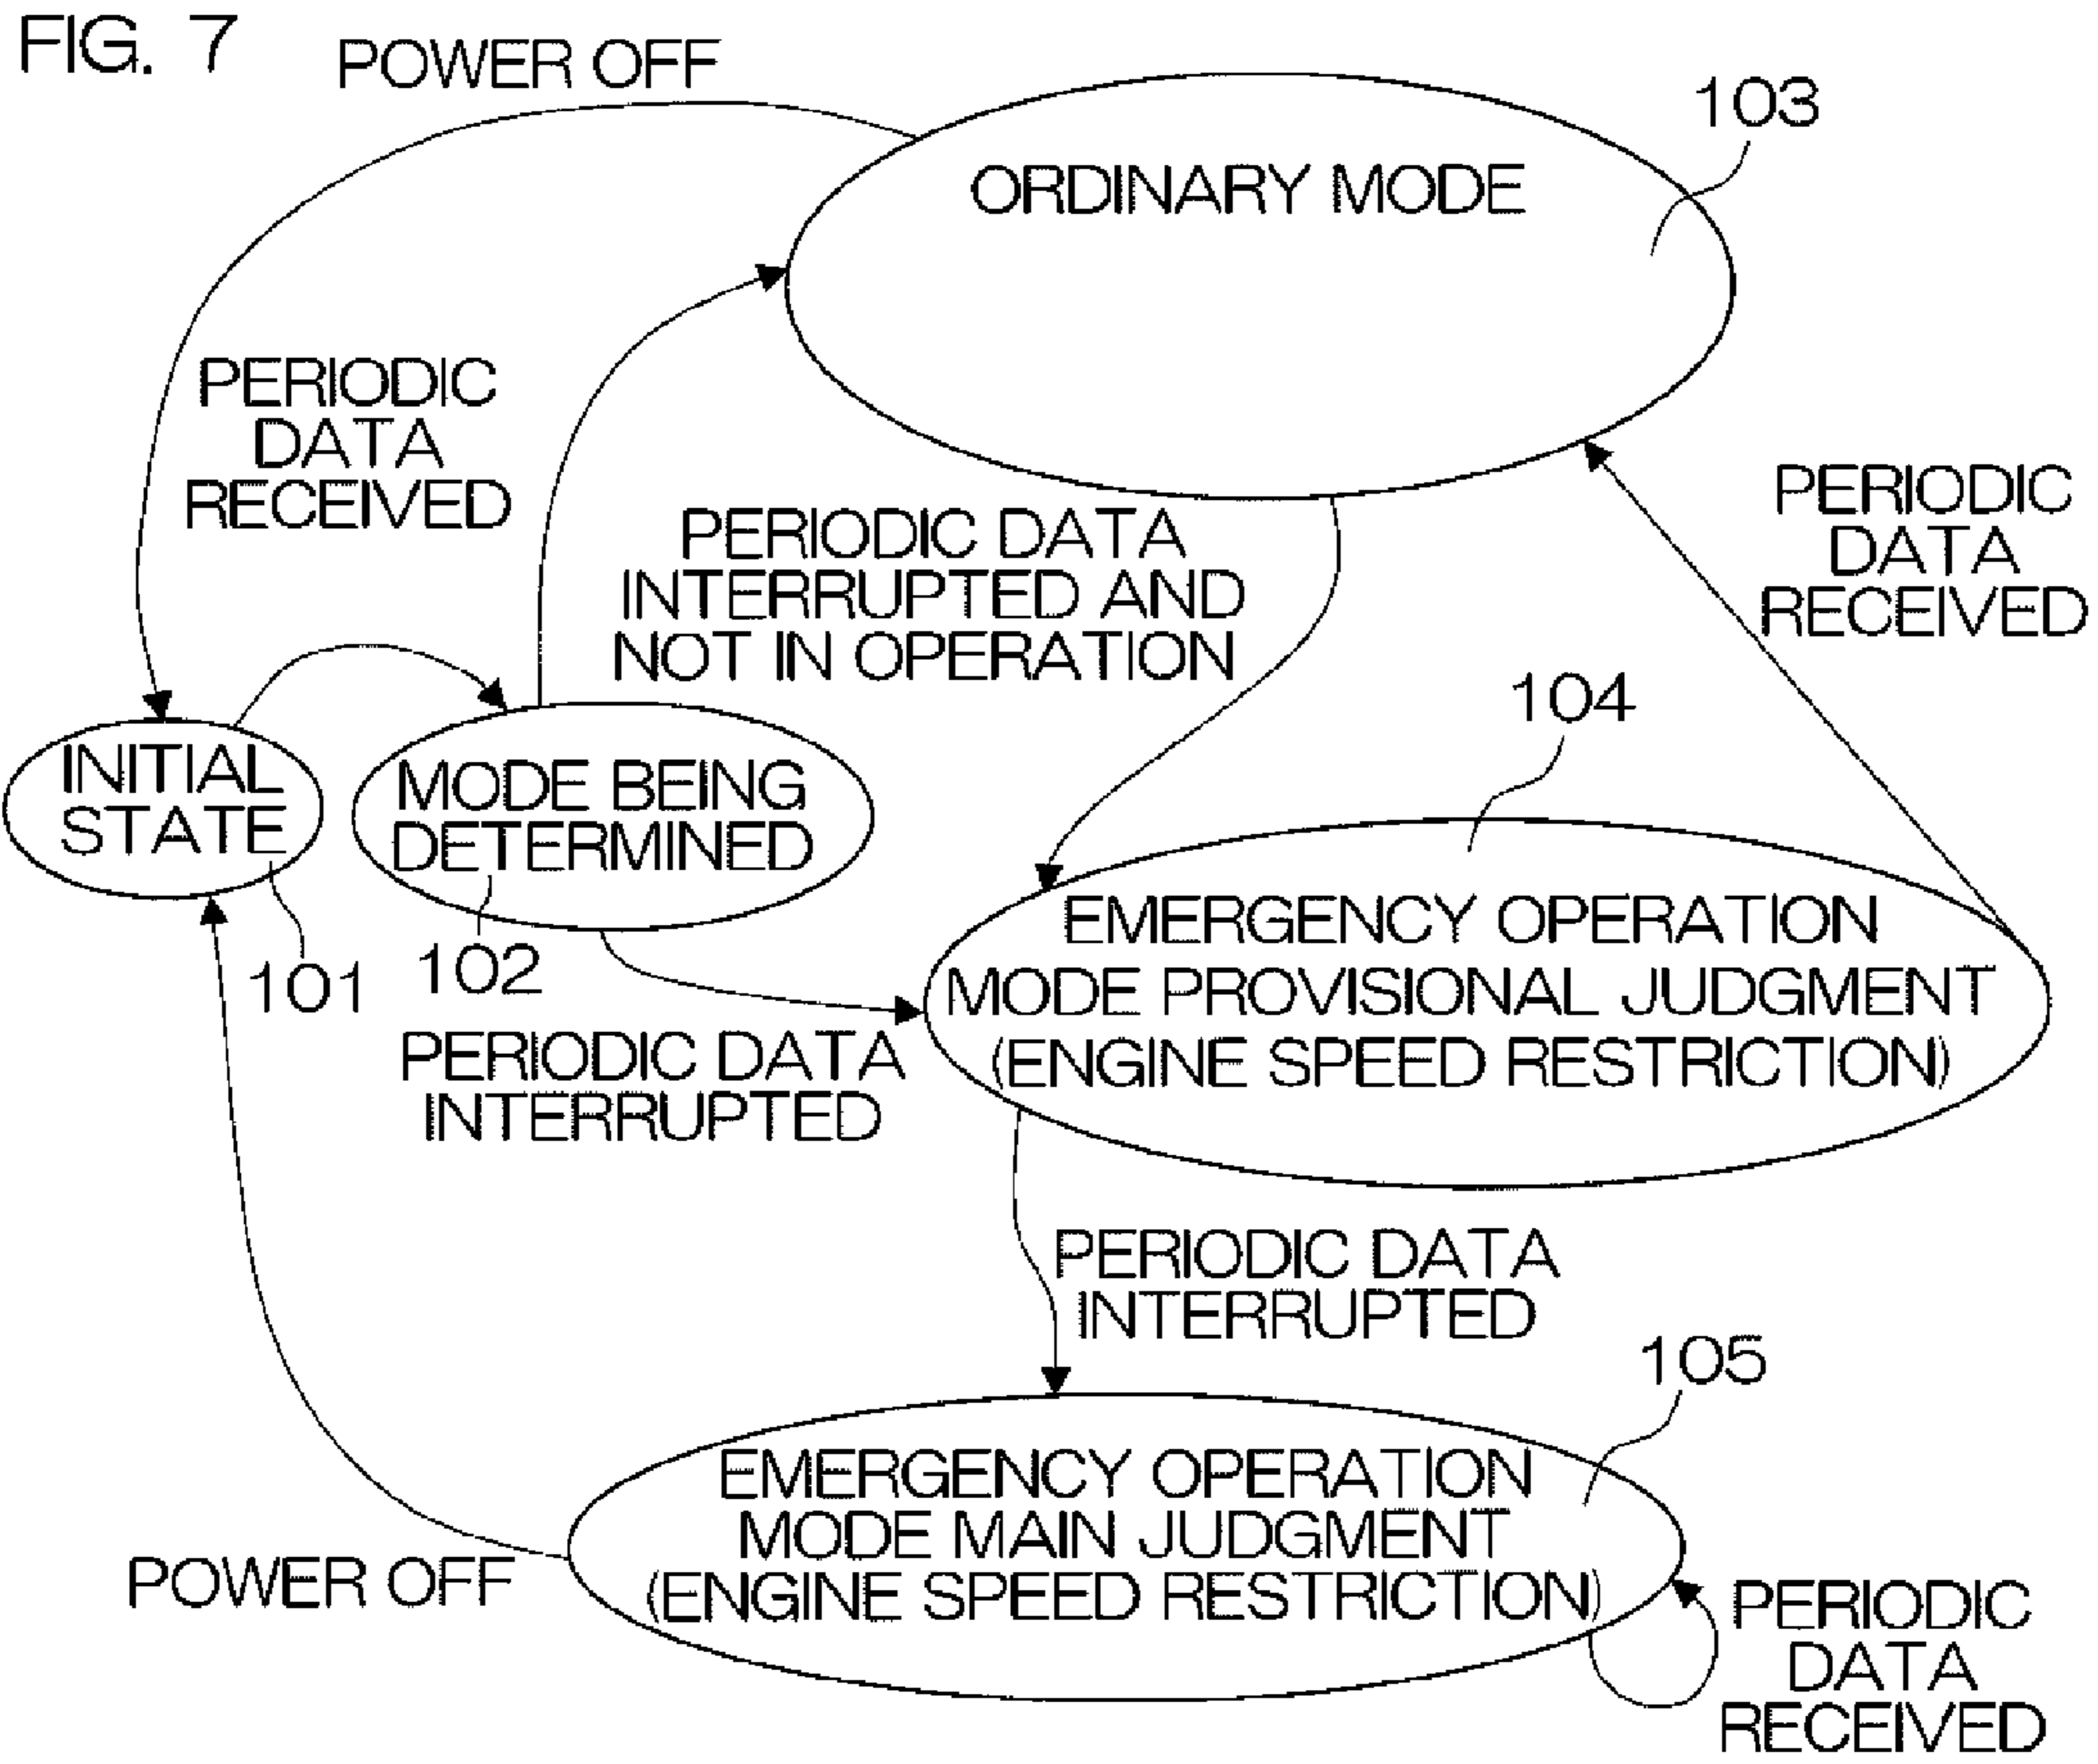 FIG. 7
POWER OFF
103
ORDINARY MODE
PERIODIC
DATA
RECEIVED
PERIODIC DATA
INTERRUPTED AND
NOT IN OPERATION
PERIODIC
DATA
RECEIVED
104
INITIAL
STATE
MODE BEING
DETERMINED
101
102
EMERGENCY OPERATION
MODE PROVISIONAL JUDGMENT
(ENGINE SPEED RESTRICTION)
PERIODIC DATA
INTERRUPTED
PERIODIC DATA
INTERRUPTED
105
EMERGENCY OPERATION
MODE MAIN JUDGMENT
(ENGINE SPEED RESTRICTION)
POWER OFF
PERIODIC
DATA
RECEIVED